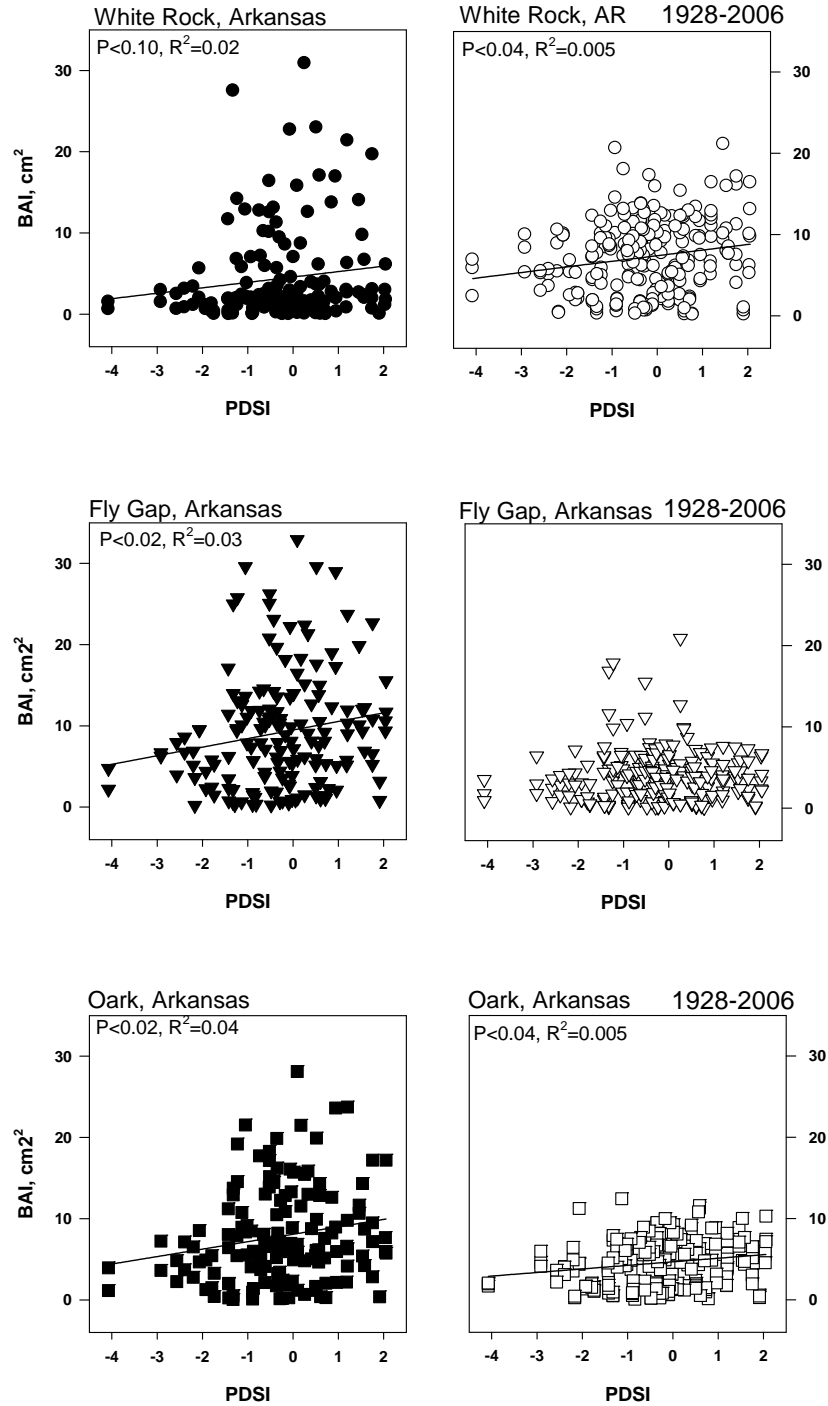 White Rock, Arkansas
P<0.10, R²=0.02
30
20
10
0
BAI, cm²
-4 -3 -2 -1 0 1 2
PDSI
White Rock, AR 1928-2006
P<0.04, R²=0.005
30
20
10
0
-4 -3 -2 -1 0 1 2
PDSI
Fly Gap, Arkansas
P<0.02, R²=0.03
30
20
10
0
BAI, cm2²
-4 -3 -2 -1 0 1 2
PDSI
Fly Gap, Arkansas 1928-2006
30
20
10
0
-4 -3 -2 -1 0 1 2
PDSI
Oark, Arkansas
P<0.02, R²=0.04
30
20
10
0
BAI, cm2²
-4 -3 -2 -1 0 1 2
PDSI
Oark, Arkansas 1928-2006
P<0.04, R²=0.005
30
20
10
0
-4 -3 -2 -1 0 1 2
PDSI